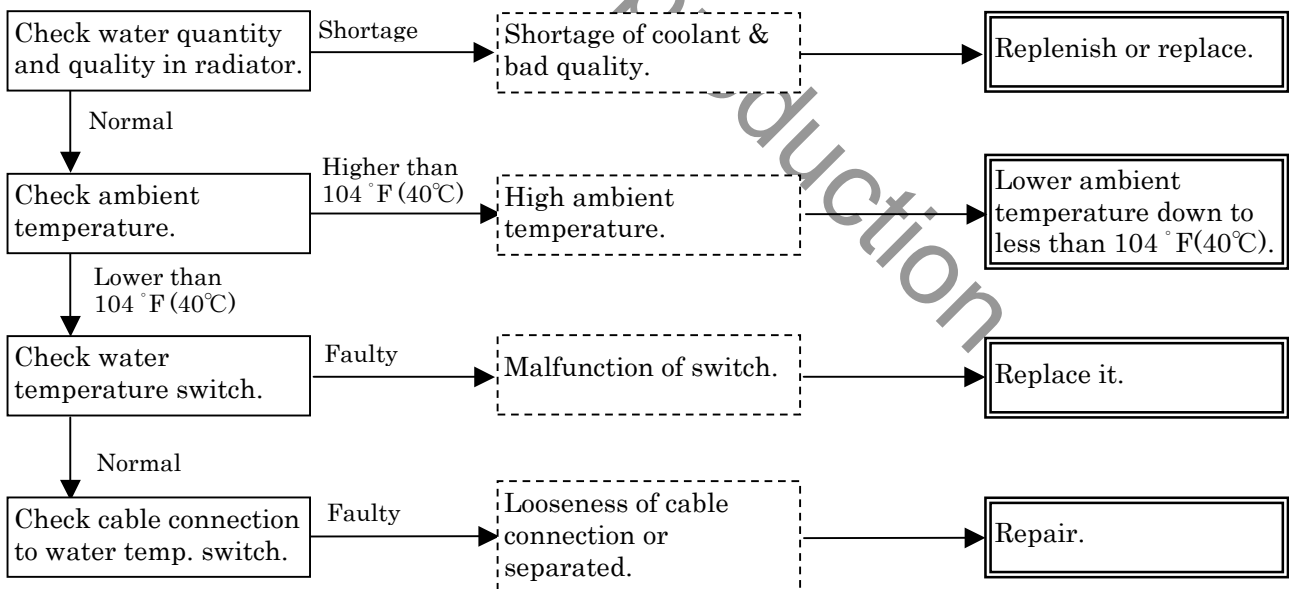 Check water quantity
and quality in radiator.
Shortage
Shortage of coolant &
bad quality.
Replenish or replace.
Normal
Check ambient
temperature.
Higher than
104 °F (40℃)
High ambient
temperature.
Lower ambient
temperature down to
less than 104 °F(40℃).
Lower than
104 °F (40℃)
Check water
temperature switch.
Faulty
Malfunction of switch.
Replace it.
Normal
Check cable connection
to water temp. switch.
Faulty
Looseness of cable
connection or
separated.
Repair.